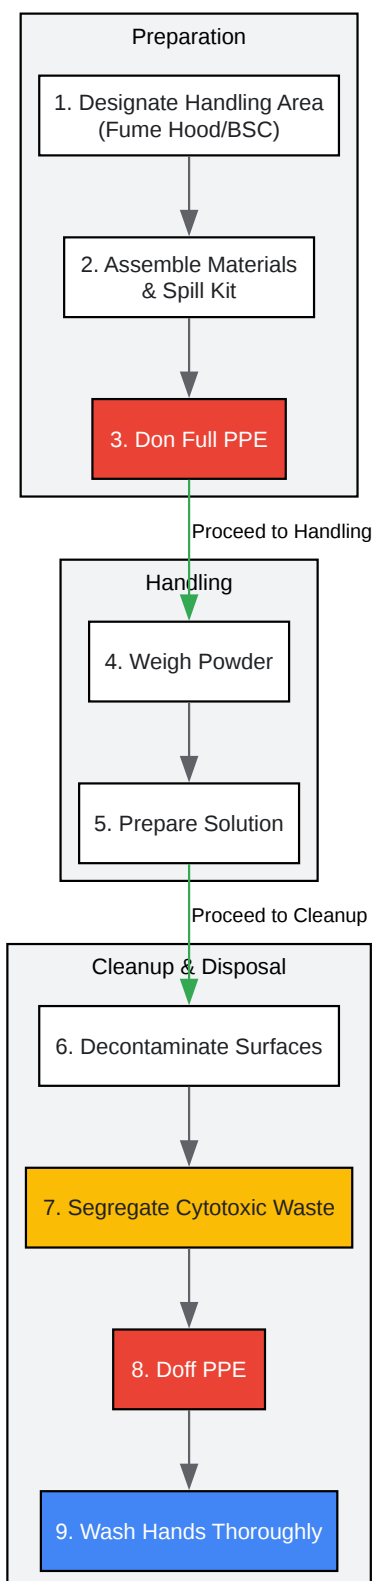 Preparation
1. Designate Handling Area
(Fume Hood/BSC)
2. Assemble Materials
& Spill Kit
3. Don Full PPE
Proceed to Handling
Handling
4. Weigh Powder
5. Prepare Solution
Proceed to Cleanup
Cleanup & Disposal
6. Decontaminate Surfaces
7. Segregate Cytotoxic Waste
8. Doff PPE
9. Wash Hands Thoroughly